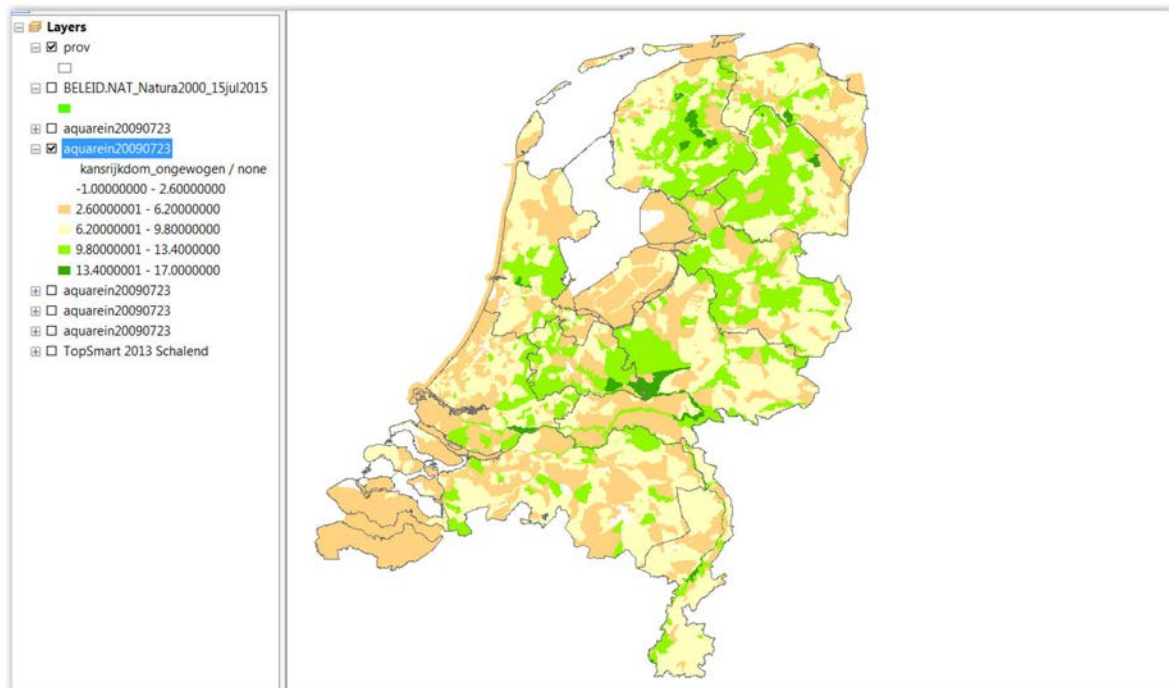 Layers
prov
BELEID.NAT_Natura2000_15jul2015
aquarein20090723
aquarein20090723
kansrijkdom_ongewogen / none
-1.00000000 - 2.60000000
2.60000001 - 6.20000000
6.20000001 - 9.80000000
9.80000001 - 13.4000000
13.4000001 - 17.0000000
aquarein20090723
aquarein20090723
aquarein20090723
TopSmart 2013 Schalend